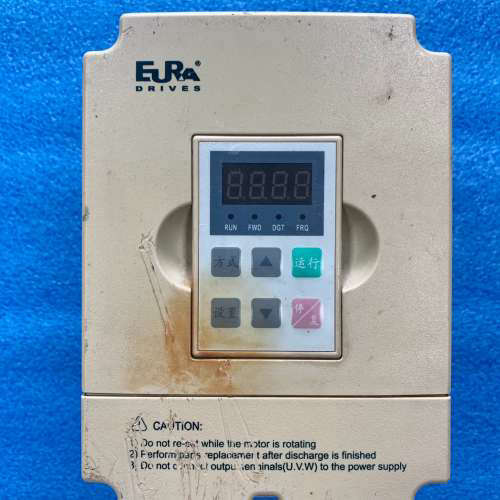 EURA®
DRIVES
8.8.8.8.
RUN FWD DGT FRQ
方式 ▲ 运行
设置 ▼ 停/复
⚠ CAUTION:
1) Do not re-set while the motor is rotating
2) Perform parts replacement after discharge is finished
3) Do not connect output terminals(U.V.W) to the power supply